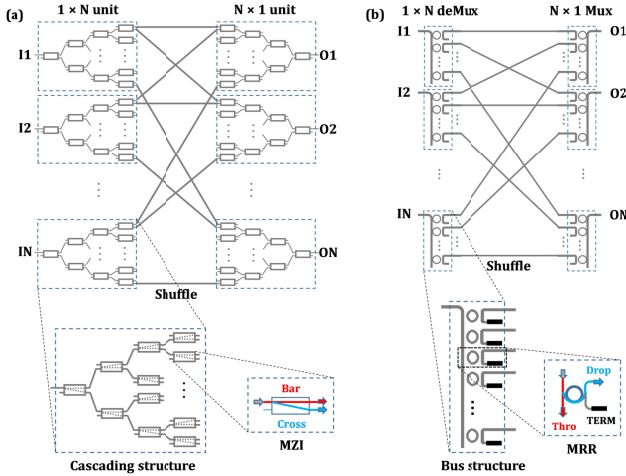 (a)
1 × N unit
N × 1 unit
I1
O1
I2
O2
IN
ON
Shuffle
Bar
Cross
MZI
Cascading structure
(b)
1 × N deMux
N × 1 Mux
I1
O1
I2
O2
IN
ON
Shuffle
Drop
Thro
TERM
MRR
Bus structure